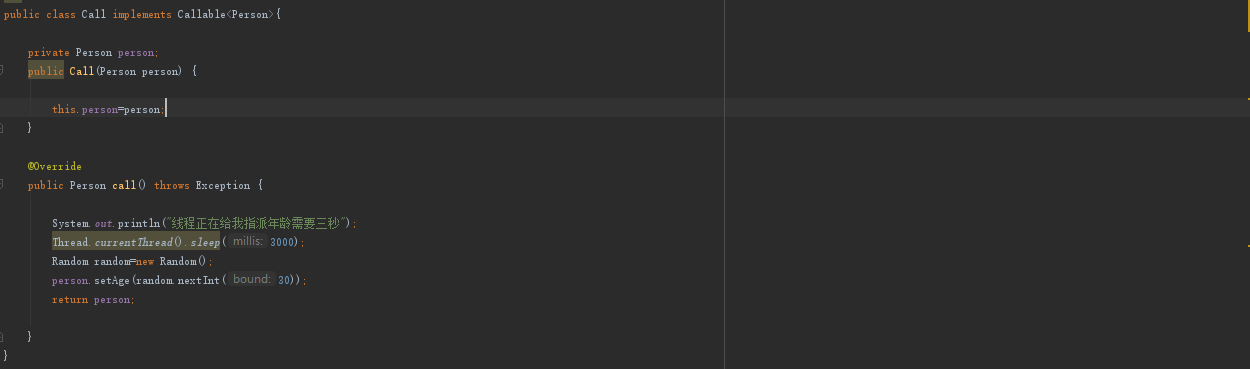 public class Call implements Callable<Person>{
private Person person;
public Call(Person person) {
this.person=person;
}
@Override
public Person call() throws Exception {
System.out.println("线程正在给我指派年龄需要三秒");
Thread.currentThread().sleep( millis: 3000);
Random random=new Random();
person.setAge(random.nextInt( bound: 30));
return person;
}
}